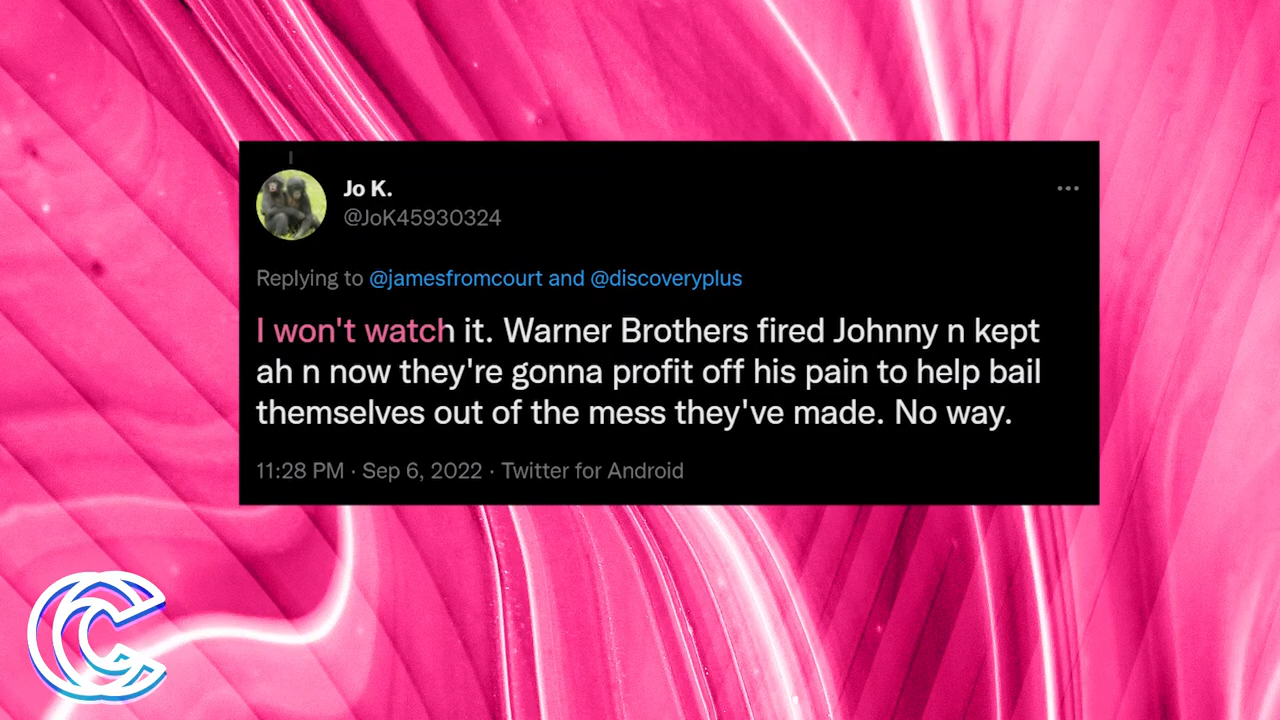 Jo K.
@JoK45930324
Replying to @jamesfromcourt and @discoveryplus
I won't watch it. Warner Brothers fired Johnny n kept
ah n now they're gonna profit off his pain to help bail
themselves out of the mess they've made. No way.
11:28 PM · Sep 6, 2022 · Twitter for Android